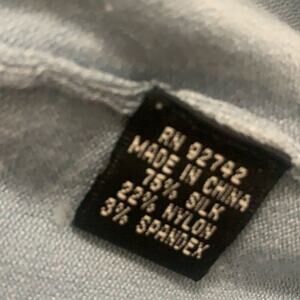 RN 92742
MADE IN CHINA
75% SILK
22% NYLON
3% SPANDEX